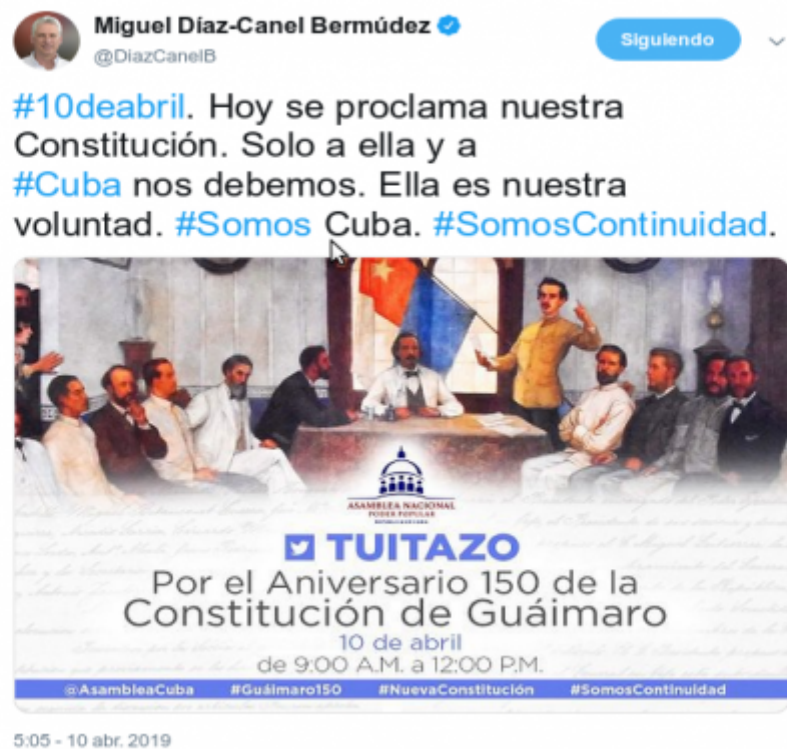 Miguel Díaz-Canel Bermúdez
@DiazCanelB
Siguiendo
#10deabril. Hoy se proclama nuestra
Constitución. Solo a ella y a
#Cuba nos debemos. Ella es nuestra
voluntad. #Somos Cuba. #SomosContinuidad.
ASAMBLEA NACIONAL
PODER POPULAR
TUITAZO
Por el Aniversario 150 de la
Constitución de Guáimaro
10 de abril
de 9:00 A.M. a 12:00 P.M.
@AsambleaCuba #Guáimaro150 #NuevaConstitución #SomosContinuidad
5:05 - 10 abr. 2019